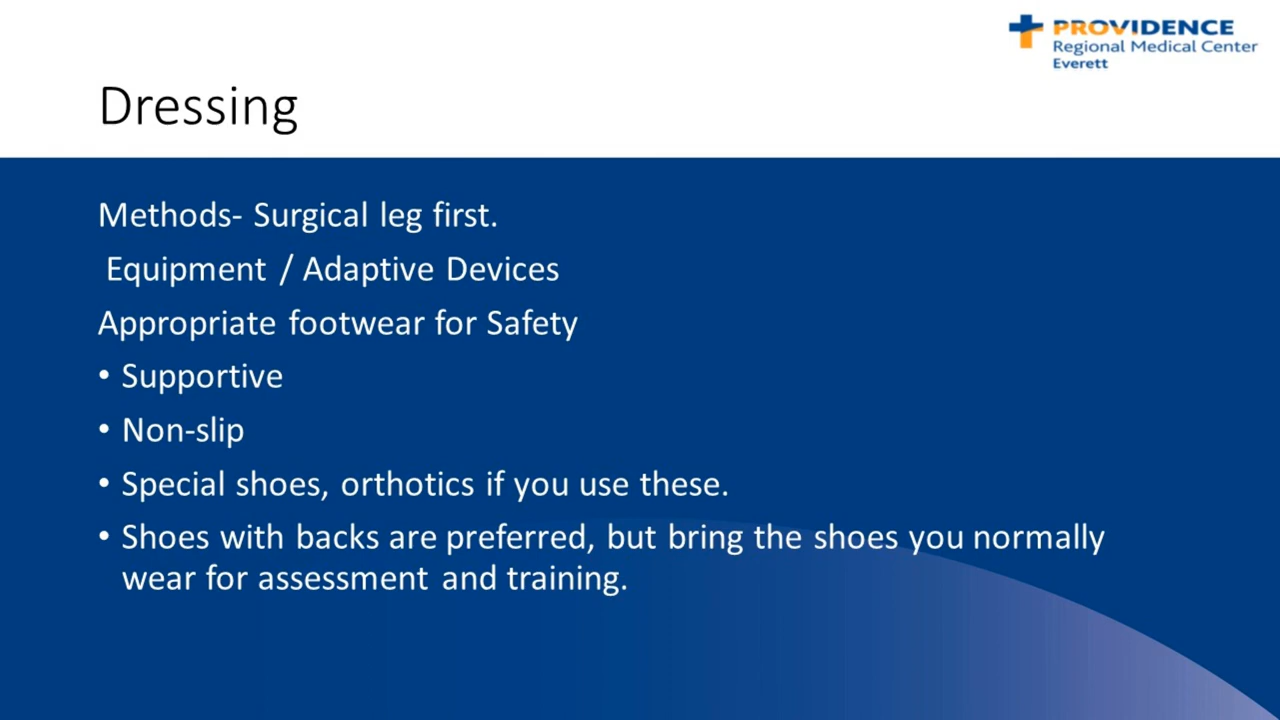 PROVIDENCE
Regional Medical Center
Everett
Dressing
Methods- Surgical leg first.
Equipment / Adaptive Devices
Appropriate footwear for Safety
• Supportive
• Non-slip
• Special shoes, orthotics if you use these.
• Shoes with backs are preferred, but bring the shoes you normally
wear for assessment and training.